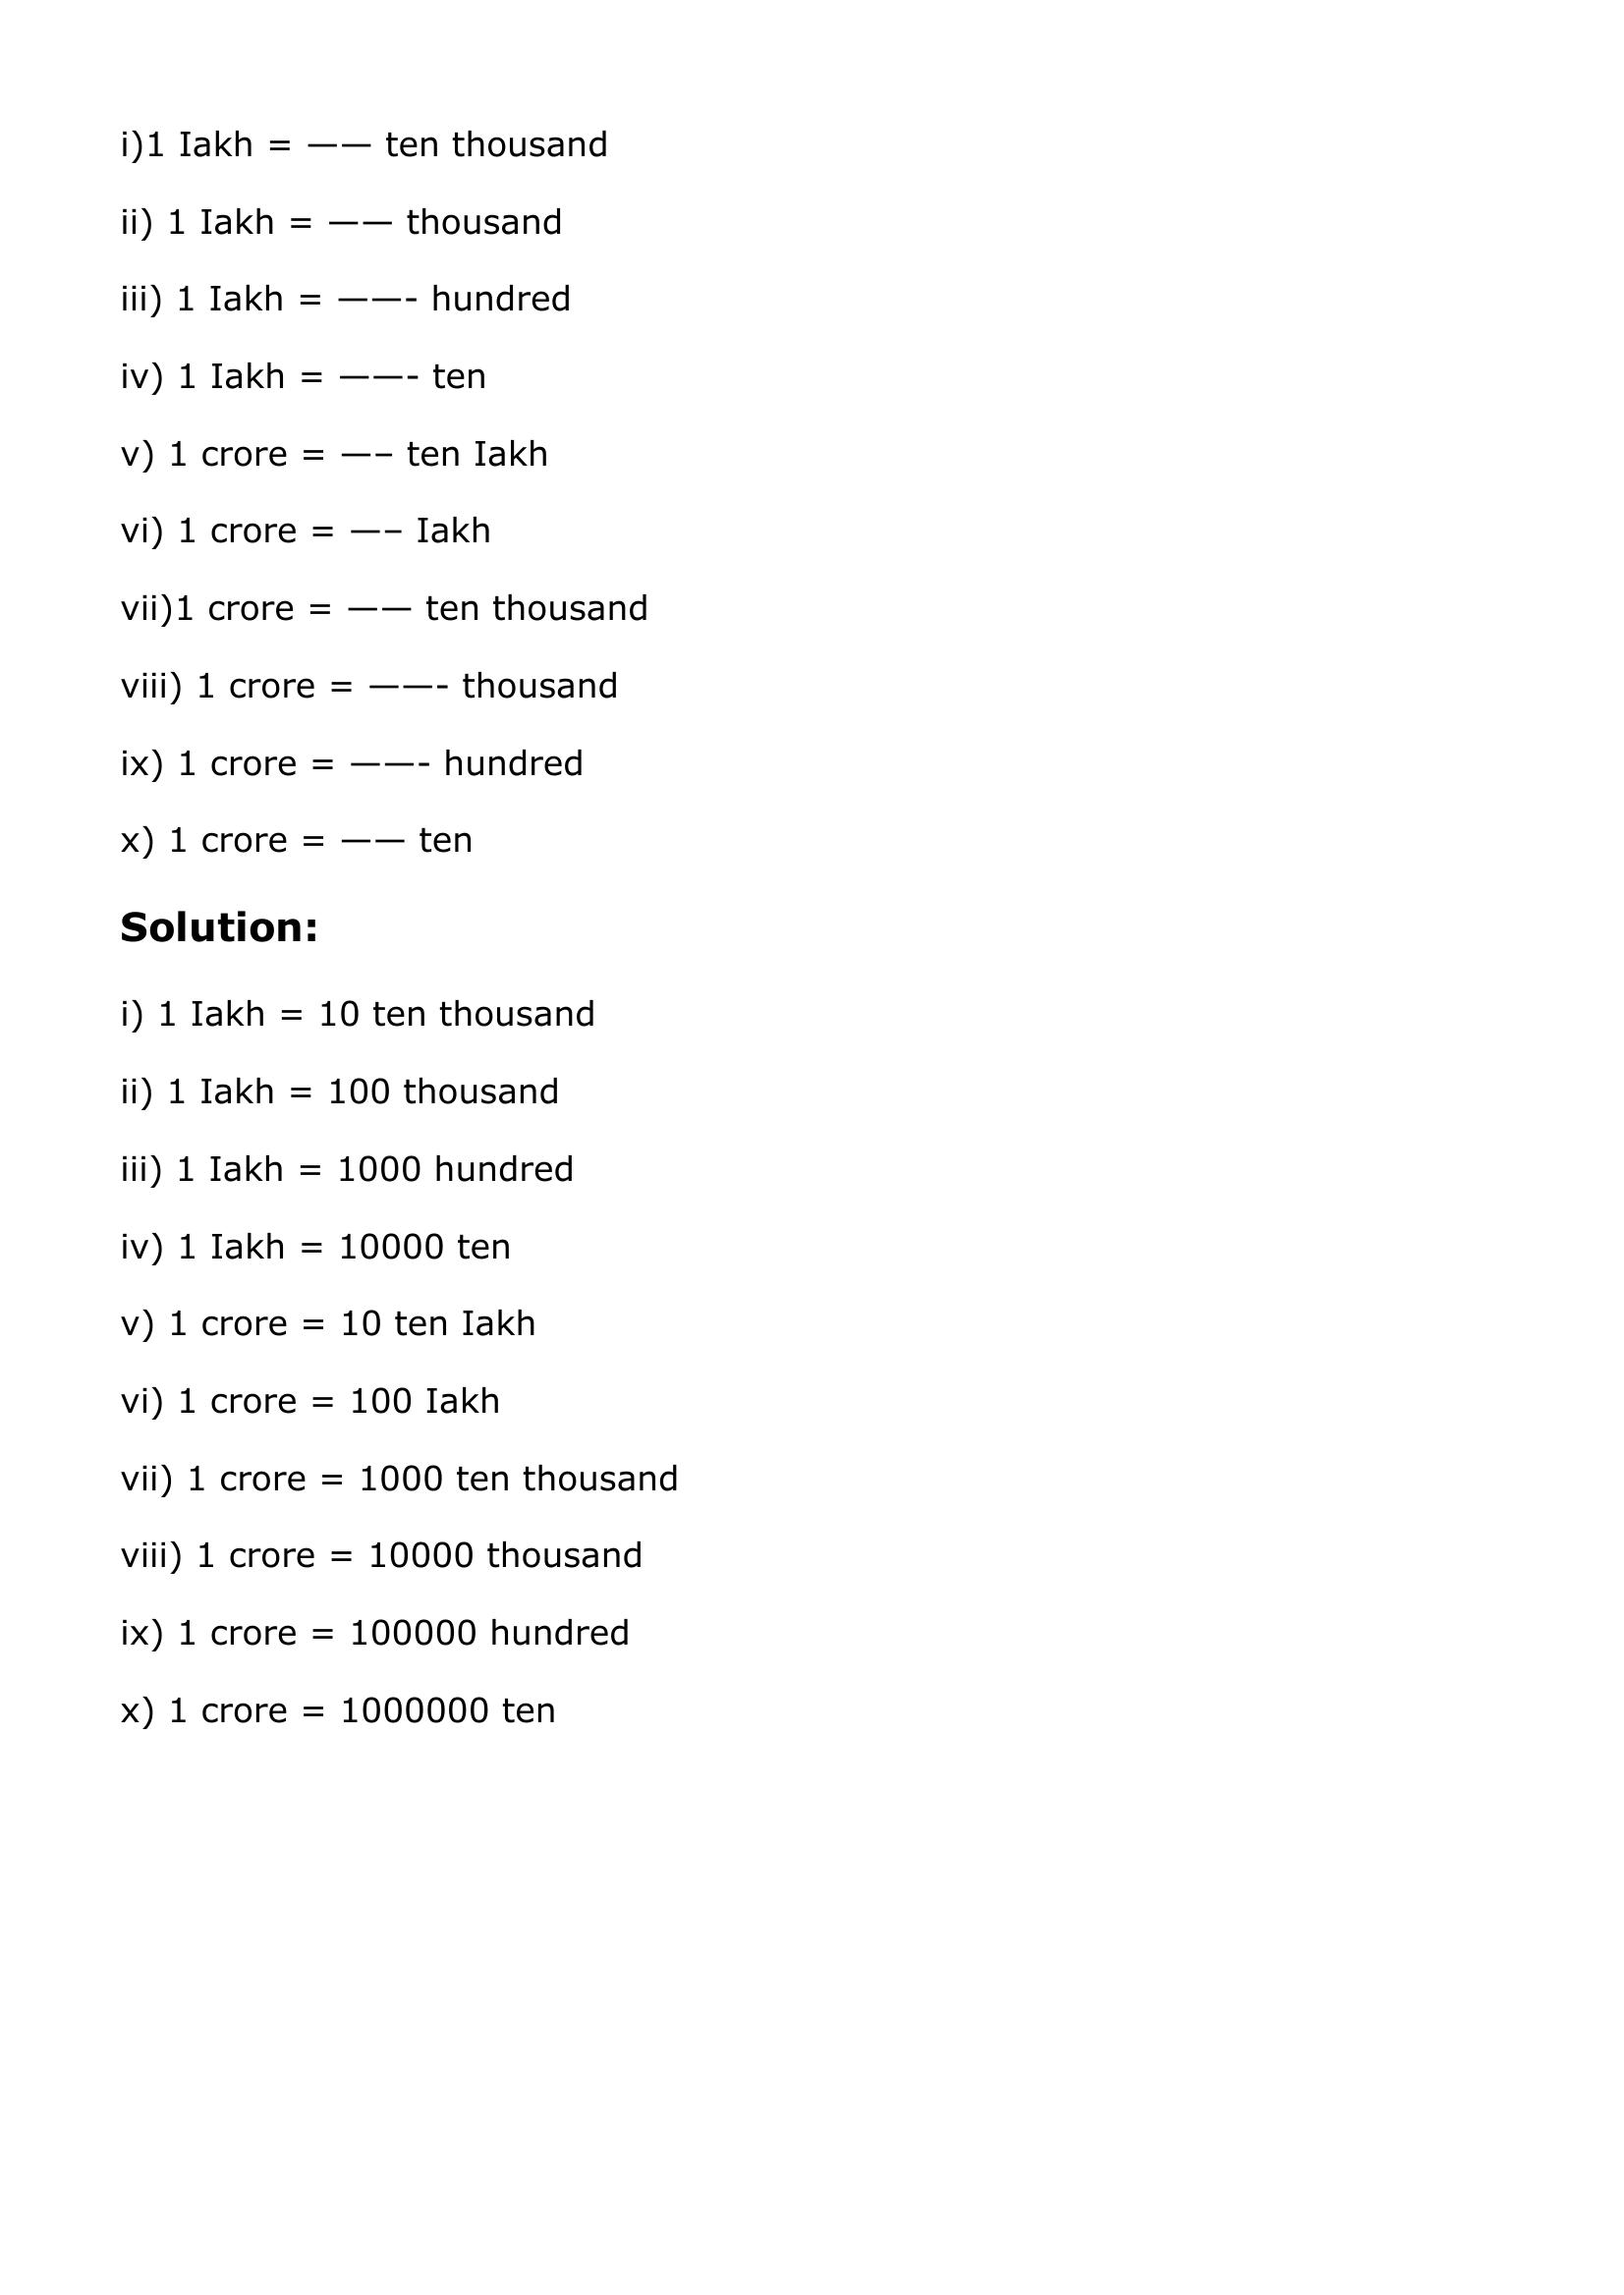 i)1 Iakh = —— ten thousand
ii) 1 Iakh = —— thousand
iii) 1 Iakh = ——- hundred
iv) 1 Iakh = ——- ten
v) 1 crore = —– ten Iakh
vi) 1 crore = —– Iakh
vii)1 crore = —— ten thousand
viii) 1 crore = ——- thousand
ix) 1 crore = ——- hundred
x) 1 crore = —— ten
Solution:
i) 1 Iakh = 10 ten thousand
ii) 1 Iakh = 100 thousand
iii) 1 Iakh = 1000 hundred
iv) 1 Iakh = 10000 ten
v) 1 crore = 10 ten Iakh
vi) 1 crore = 100 Iakh
vii) 1 crore = 1000 ten thousand
viii) 1 crore = 10000 thousand
ix) 1 crore = 100000 hundred
x) 1 crore = 1000000 ten